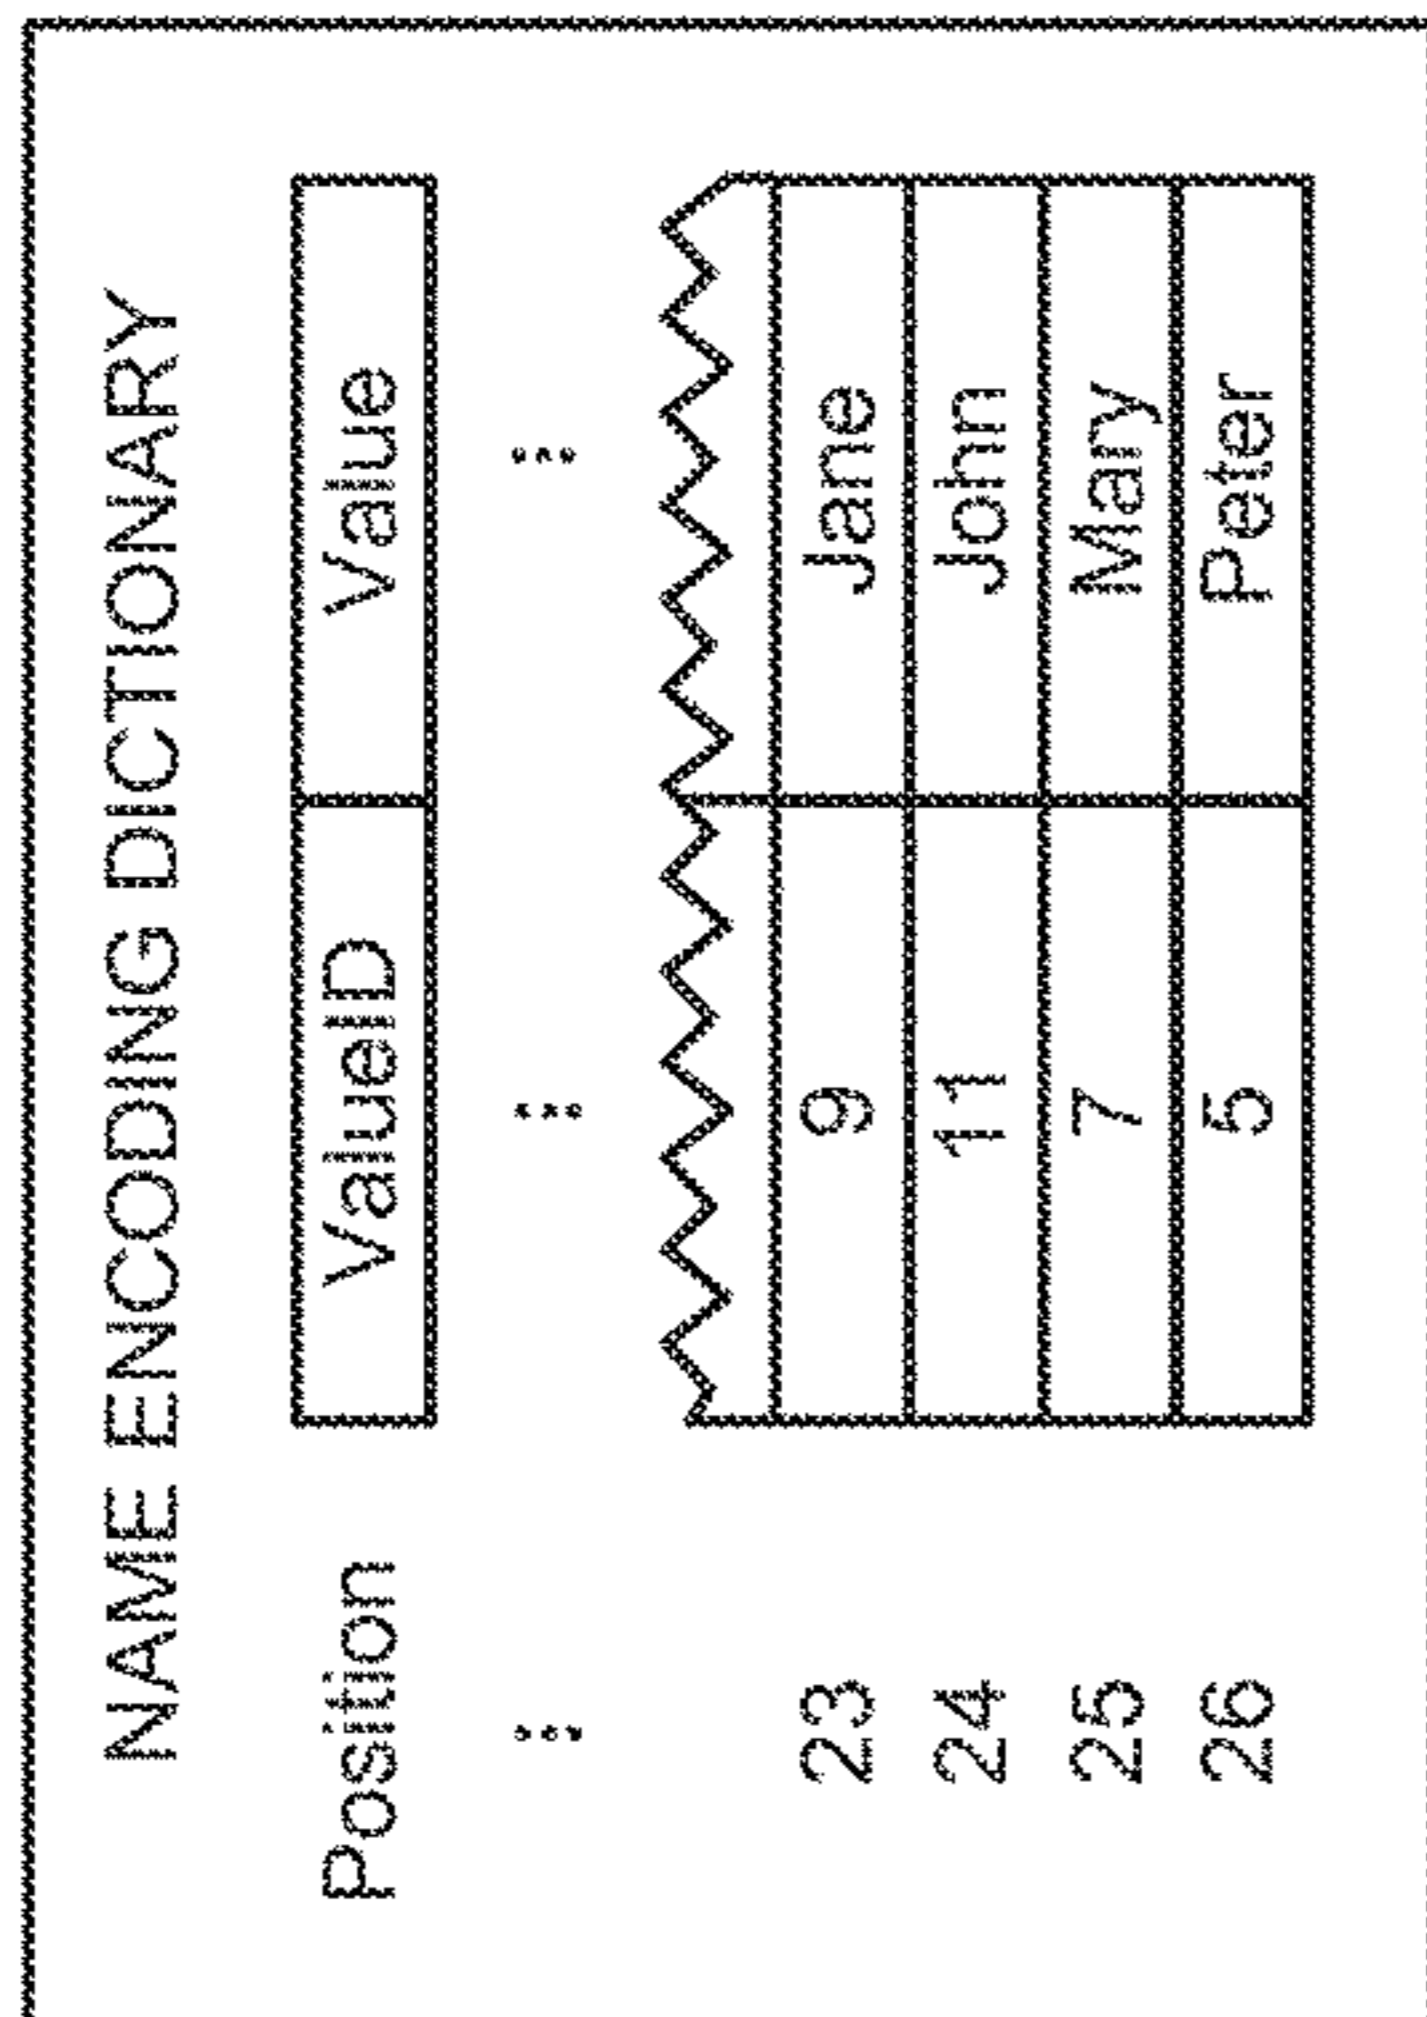 NAME ENCODING DICTIONARY
Position ValueID Value
... ... ...
23 9 Jane
24 11 John
25 7 Mary
26 5 Peter